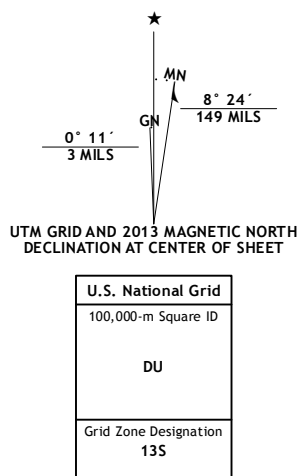 ★
MN
GN
8° 24´
149 MILS
0° 11´
3 MILS
UTM GRID AND 2013 MAGNETIC NORTH
DECLINATION AT CENTER OF SHEET
U.S. National Grid
100,000-m Square ID
DU
Grid Zone Designation
13S